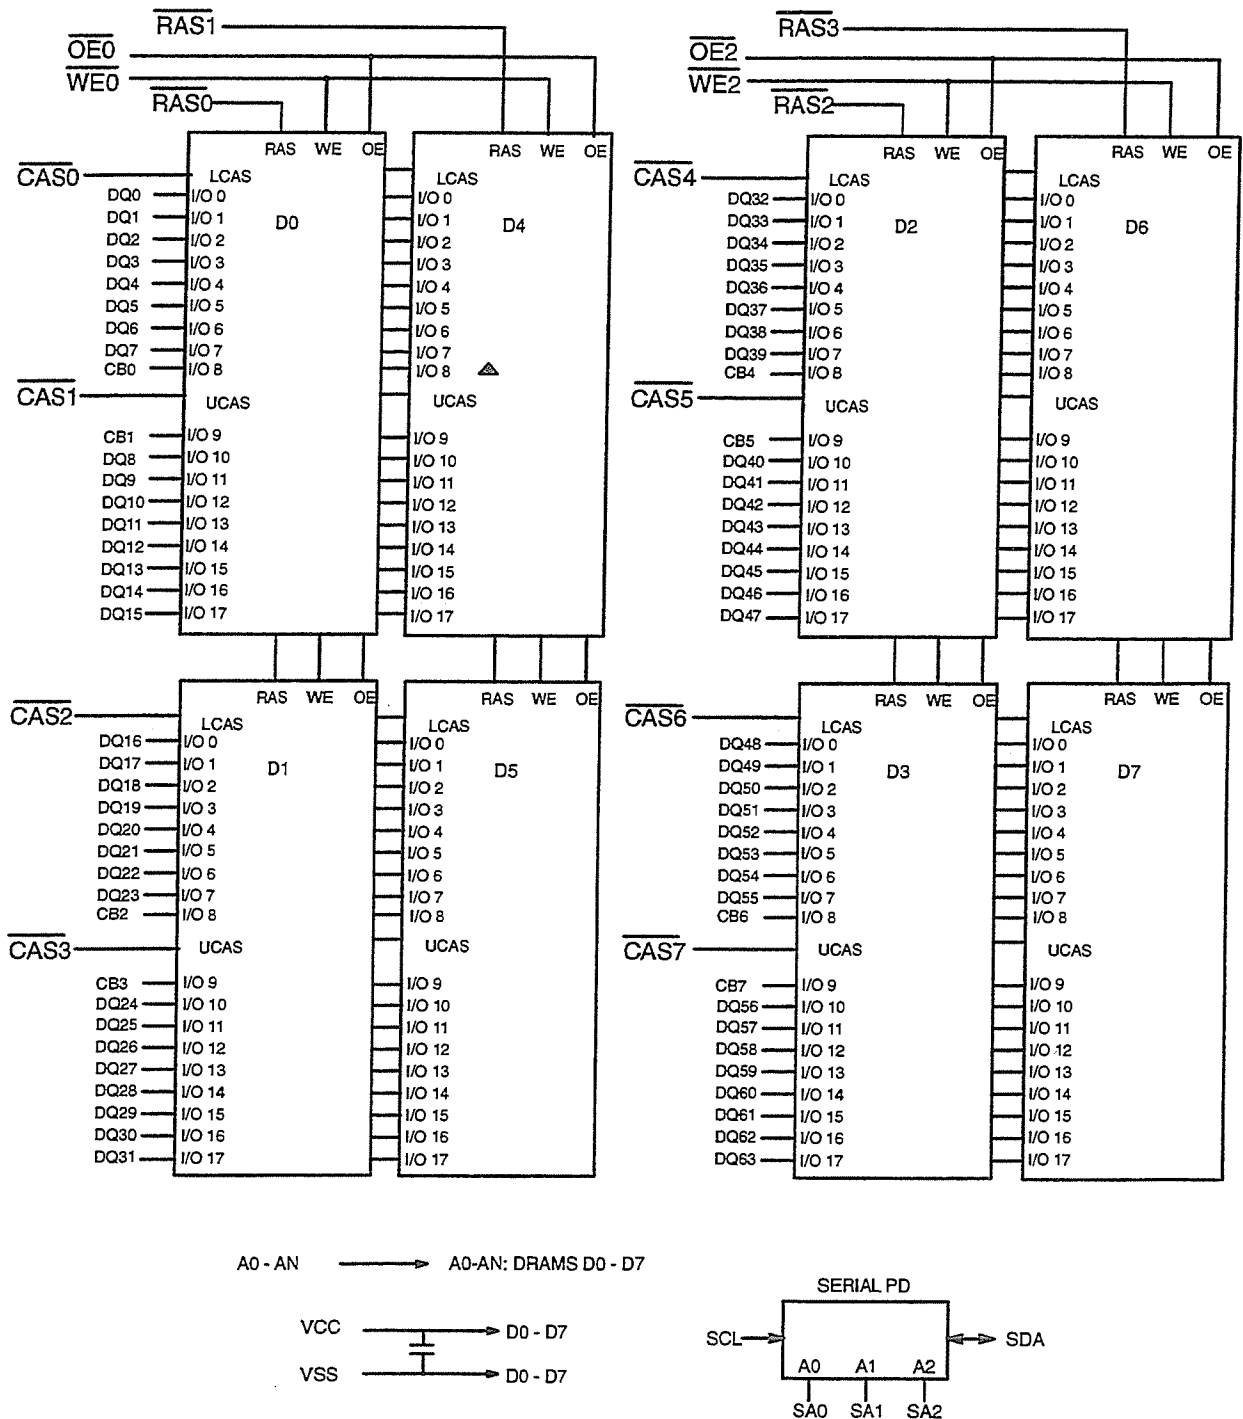 RAS1
OE0
WE0
RAS0
RAS WE OE
RAS WE OE
CAS0
LCAS
LCAS
DQ0 I/O 0 I/O 0
DQ1 I/O 1 D0 I/O 1 D4
DQ2 I/O 2 I/O 2
DQ3 I/O 3 I/O 3
DQ4 I/O 4 I/O 4
DQ5 I/O 5 I/O 5
DQ6 I/O 6 I/O 6
DQ7 I/O 7 I/O 7
CB0 I/O 8 I/O 8
CAS1
UCAS
UCAS
CB1 I/O 9 I/O 9
DQ8 I/O 10 I/O 10
DQ9 I/O 11 I/O 11
DQ10 I/O 12 I/O 12
DQ11 I/O 13 I/O 13
DQ12 I/O 14 I/O 14
DQ13 I/O 15 I/O 15
DQ14 I/O 16 I/O 16
DQ15 I/O 17 I/O 17
RAS WE OE
RAS WE OE
CAS2
LCAS
LCAS
DQ16 I/O 0 I/O 0
DQ17 I/O 1 D1 I/O 1 D5
DQ18 I/O 2 I/O 2
DQ19 I/O 3 I/O 3
DQ20 I/O 4 I/O 4
DQ21 I/O 5 I/O 5
DQ22 I/O 6 I/O 6
DQ23 I/O 7 I/O 7
CB2 I/O 8 I/O 8
CAS3
UCAS
UCAS
CB3 I/O 9 I/O 9
DQ24 I/O 10 I/O 10
DQ25 I/O 11 I/O 11
DQ26 I/O 12 I/O 12
DQ27 I/O 13 I/O 13
DQ28 I/O 14 I/O 14
DQ29 I/O 15 I/O 15
DQ30 I/O 16 I/O 16
DQ31 I/O 17 I/O 17
RAS3
OE2
WE2
RAS2
RAS WE OE
RAS WE OE
CAS4
LCAS
LCAS
DQ32 I/O 0 I/O 0
DQ33 I/O 1 D2 I/O 1 D6
DQ34 I/O 2 I/O 2
DQ35 I/O 3 I/O 3
DQ36 I/O 4 I/O 4
DQ37 I/O 5 I/O 5
DQ38 I/O 6 I/O 6
DQ39 I/O 7 I/O 7
CB4 I/O 8 I/O 8
CAS5
UCAS
UCAS
CB5 I/O 9 I/O 9
DQ40 I/O 10 I/O 10
DQ41 I/O 11 I/O 11
DQ42 I/O 12 I/O 12
DQ43 I/O 13 I/O 13
DQ44 I/O 14 I/O 14
DQ45 I/O 15 I/O 15
DQ46 I/O 16 I/O 16
DQ47 I/O 17 I/O 17
RAS WE OE
RAS WE OE
CAS6
LCAS
LCAS
DQ48 I/O 0 I/O 0
DQ49 I/O 1 D3 I/O 1 D7
DQ50 I/O 2 I/O 2
DQ51 I/O 3 I/O 3
DQ52 I/O 4 I/O 4
DQ53 I/O 5 I/O 5
DQ54 I/O 6 I/O 6
DQ55 I/O 7 I/O 7
CB6 I/O 8 I/O 8
CAS7
UCAS
UCAS
CB7 I/O 9 I/O 9
DQ56 I/O 10 I/O 10
DQ57 I/O 11 I/O 11
DQ58 I/O 12 I/O 12
DQ59 I/O 13 I/O 13
DQ60 I/O 14 I/O 14
DQ61 I/O 15 I/O 15
DQ62 I/O 16 I/O 16
DQ63 I/O 17 I/O 17
A0 - AN A0-AN: DRAMS D0 - D7
VCC D0 - D7
VSS D0 - D7
SERIAL PD
SCL SDA
A0 A1 A2
SA0 SA1 SA2